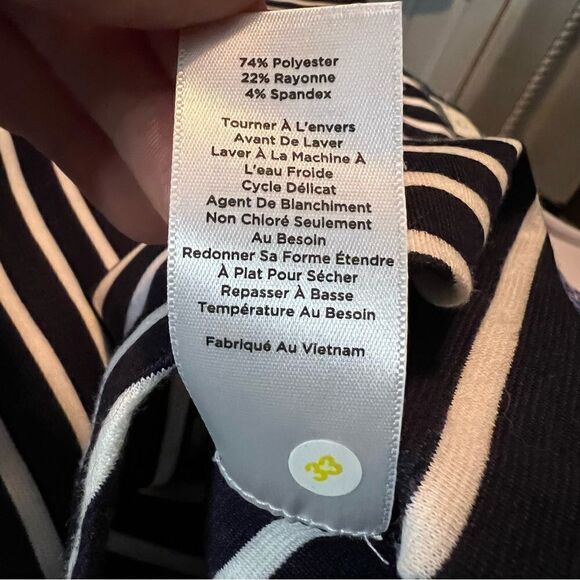 74% Polyester
22% Rayonne
4% Spandex
Tourner À L'envers
Avant De Laver
Laver À La Machine À
L'eau Froide
Cycle Délicat
Agent De Blanchiment
Non Chloré Seulement
Au Besoin
Redonner Sa Forme Étendre
À Plat Pour Sécher
Repasser À Basse
Température Au Besoin
Fabriqué Au Vietnam
33